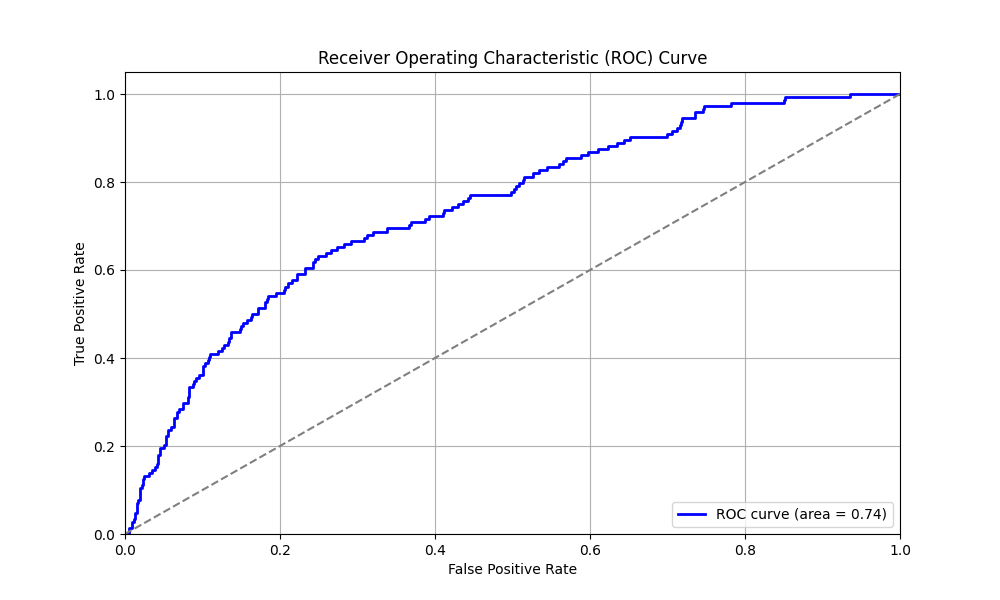 Receiver Operating Characteristic (ROC) Curve
True Positive Rate
1.0
0.8
0.6
0.4
0.2
0.0
0.0 0.2 0.4 0.6 0.8 1.0
False Positive Rate
ROC curve (area = 0.74)